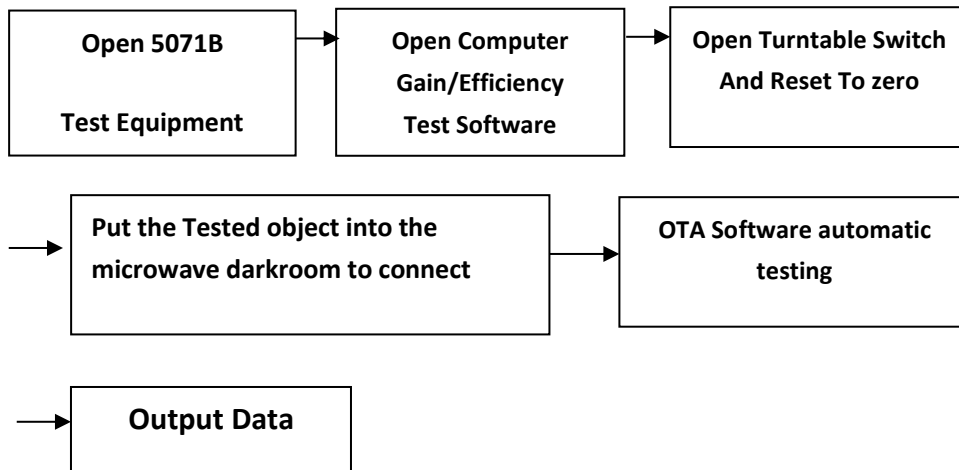 Open 5071B
Test Equipment
Open Computer
Gain/Efficiency
Test Software
Open Turntable Switch
And Reset To zero
Put the Tested object into the
microwave darkroom to connect
OTA Software automatic
testing
Output Data